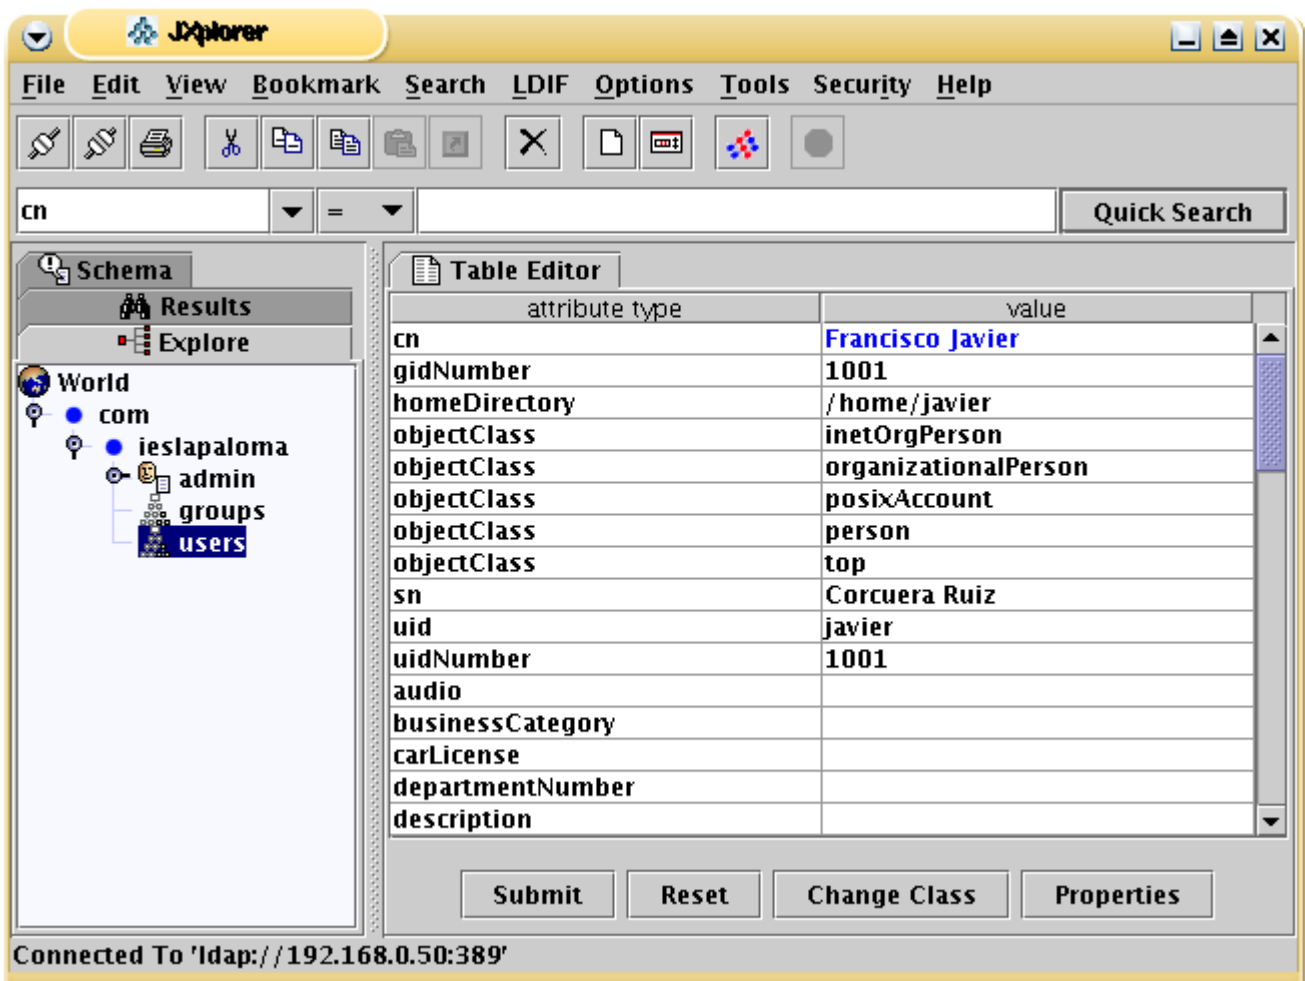 JXplorer
File Edit View Bookmark Search LDIF Options Tools Security Help
cn = Quick Search
Schema
Results
Explore
World
com
ieslapaloma
admin
groups
users
Table Editor
attribute type value
cn Francisco Javier
gidNumber 1001
homeDirectory /home/javier
objectClass inetOrgPerson
objectClass organizationalPerson
objectClass posixAccount
objectClass person
objectClass top
sn Corcuera Ruiz
uid javier
uidNumber 1001
audio
businessCategory
carLicense
departmentNumber
description
Submit Reset Change Class Properties
Connected To 'ldap://192.168.0.50:389'